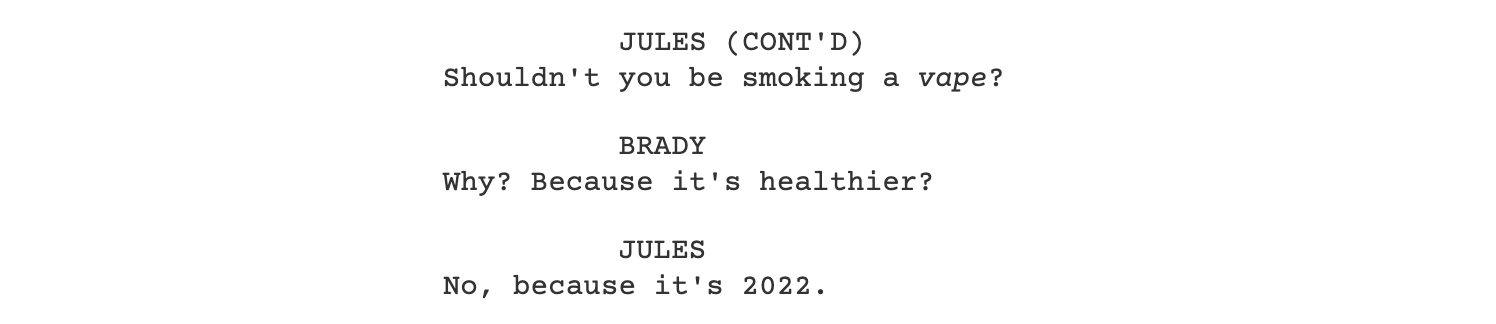 JULES (CONT'D)
Shouldn't you be smoking a vape?
BRADY
Why? Because it's healthier?
JULES
No, because it's 2022.